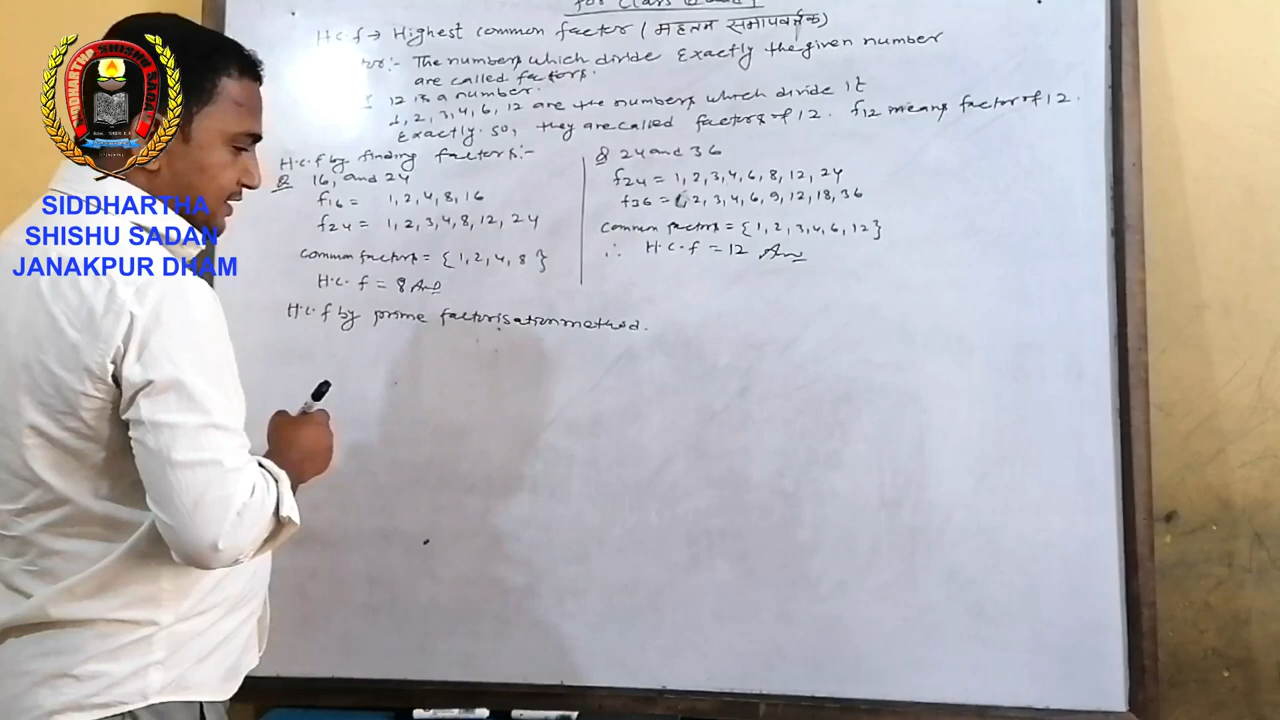 for Class
H.C.f → Highest common factor ( महत्तम समापवर्तक)
:- The numbers which divide Exactly the given number
are called factors.
12 is a number.
1, 2, 3, 4, 6, 12 are the numbers which divide it
Exactly. so, they are called factors of 12. f12 means factor of 12.
H.C.f by finding factors:-
Q 16, and 24
f16 = 1, 2, 4, 8, 16
f24 = 1, 2, 3, 4, 8, 12, 24
common factors = { 1, 2, 4, 8 }
H.C.f = 8 Ans
Q 24 and 36
f24 = 1, 2, 3, 4, 6, 8, 12, 24
f36 = 1, 2, 3, 4, 6, 9, 12, 18, 36
common factors = { 1, 2, 3, 4, 6, 12 }
∴ H.C.f = 12 Ans
H.C.f by prime factorisation method.
SIDDHARTHA SHISHU SADAN
SIDDHARTHA
SHISHU SADAN
JANAKPUR DHAM